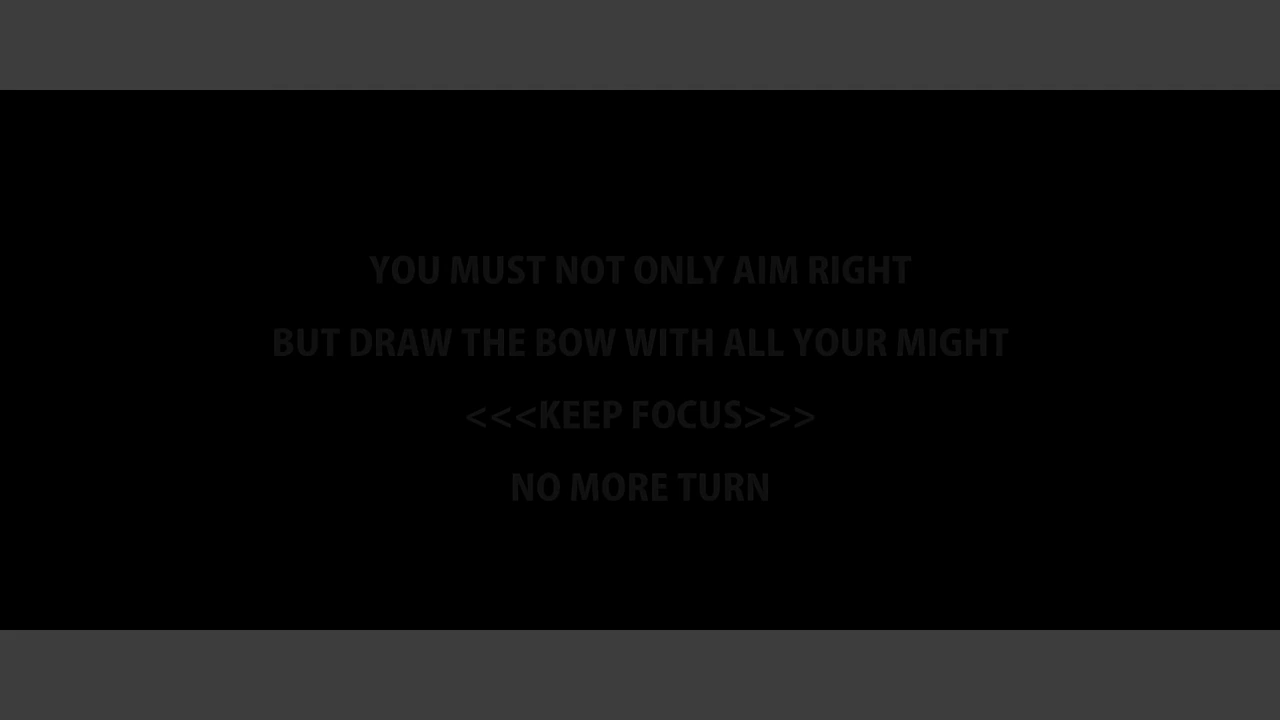 YOU MUST NOT ONLY AIM RIGHT
BUT DRAW THE BOW WITH ALL YOUR MIGHT
<<<KEEP FOCUS>>>
NO MORE TURN